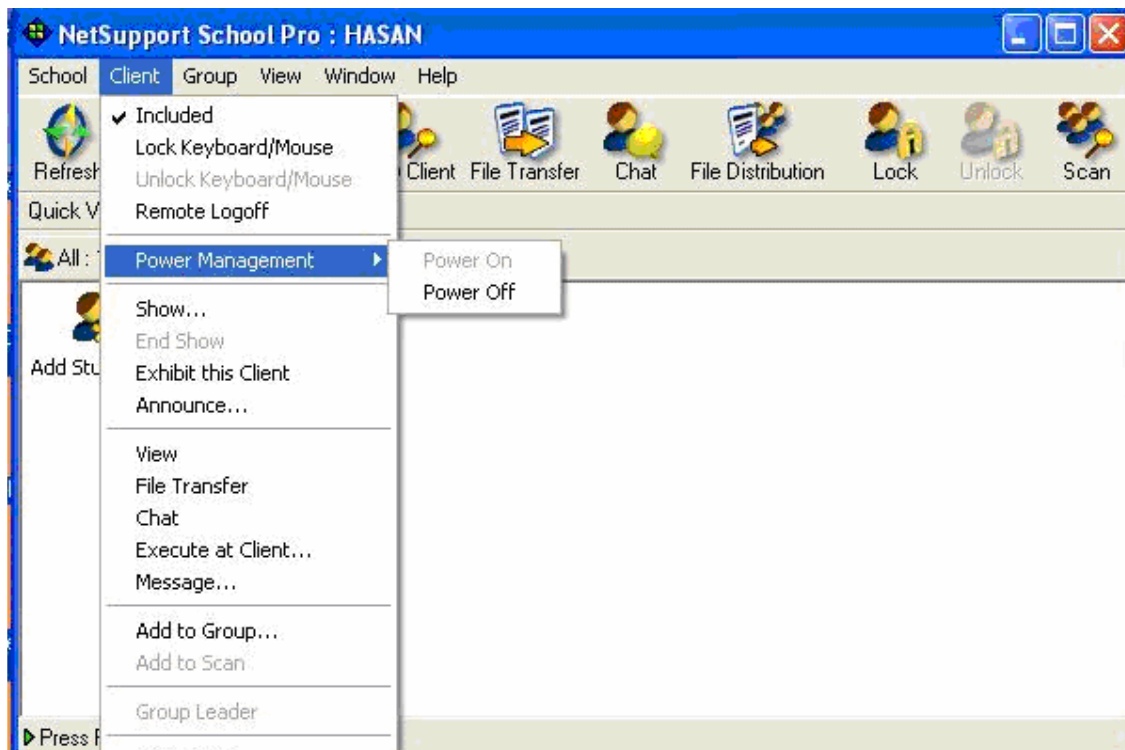 NetSupport School Pro : HASAN
School Client Group View Window Help
Refresh Client File Transfer Chat File Distribution Lock Unlock Scan
Quick V
All :
Add Stu
Included
Lock Keyboard/Mouse
Unlock Keyboard/Mouse
Remote Logoff
Power Management
Power On
Power Off
Show...
End Show
Exhibit this Client
Announce...
View
File Transfer
Chat
Execute at Client...
Message...
Add to Group...
Add to Scan
Group Leader
Press